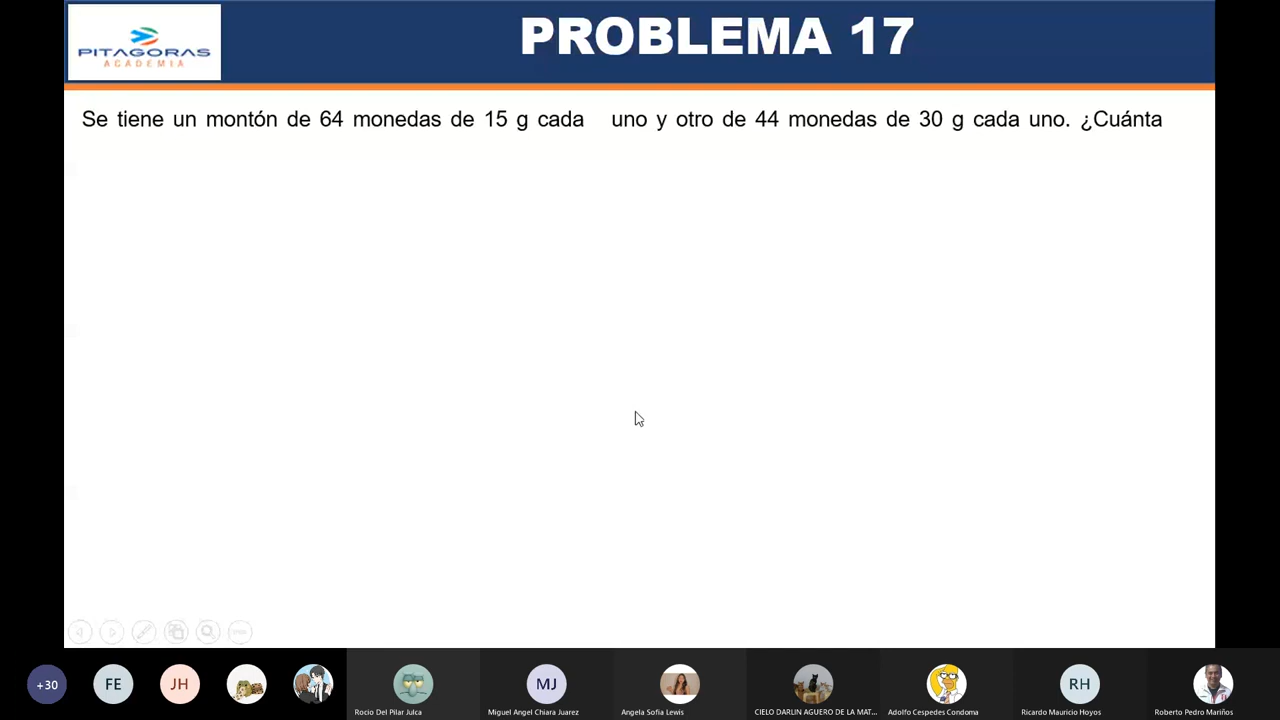 PITAGORAS
ACADEMIA
PROBLEMA 17
Se tiene un montón de 64 monedas de 15 g cada uno y otro de 44 monedas de 30 g cada uno. ¿Cuánta
+30
FE
JH
Rocio Del Pilar Julca
MJ
Miguel Angel Chiara Juarez
Angela Sofia Lewis
CIELO DARLIN AGUERO DE LA MAT...
Adolfo Cespedes Condoma
RH
Ricardo Mauricio Hoyos
Roberto Pedro Mariños